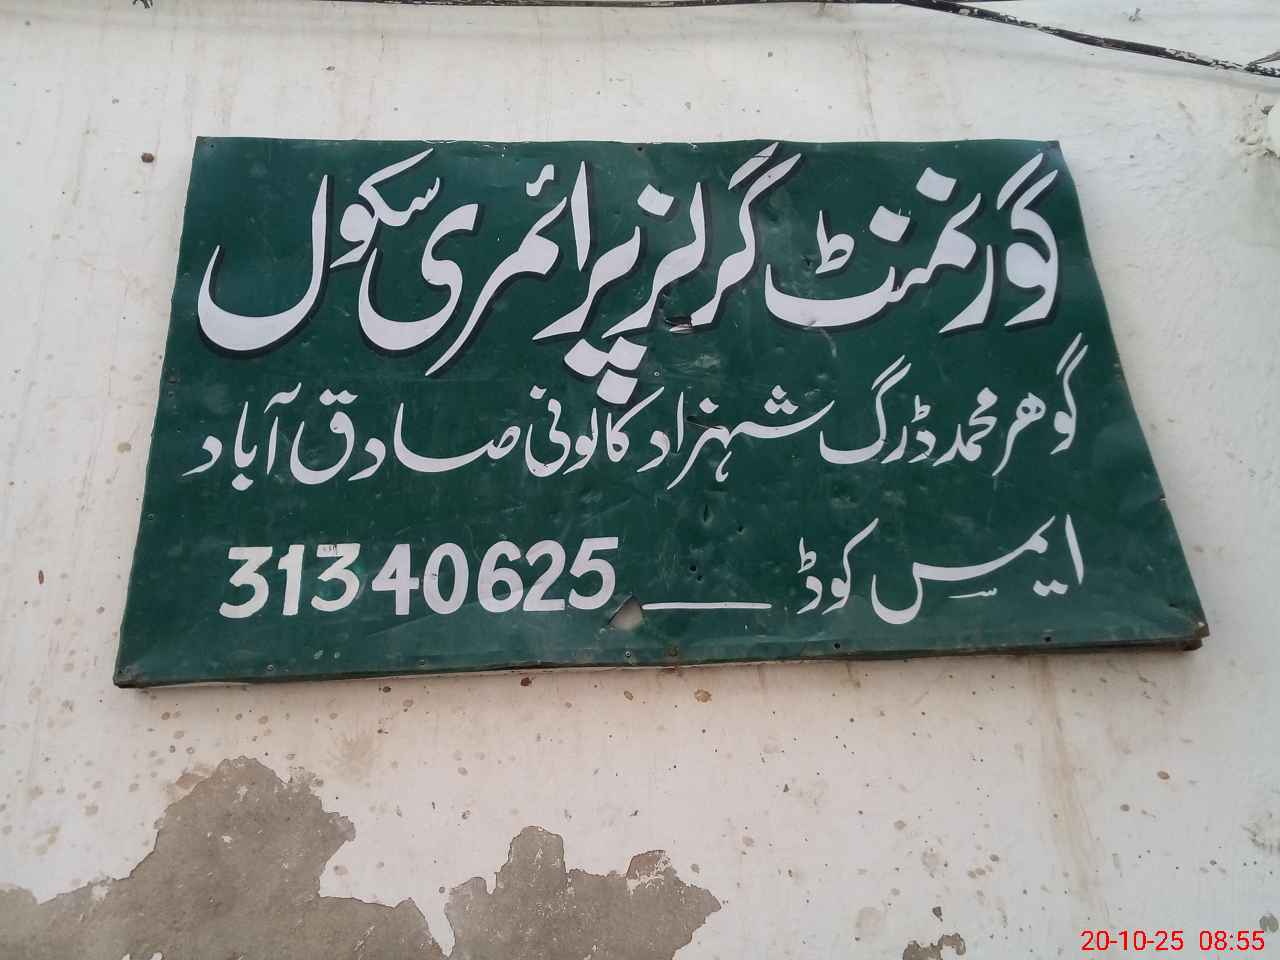 گورنمنٹ گرلز پرائمری سکول
گوھر محمد ڈرگ شہزاد کالونی صادق آباد
ایمس کوڈ __ 31340625
20-10-25 08:55